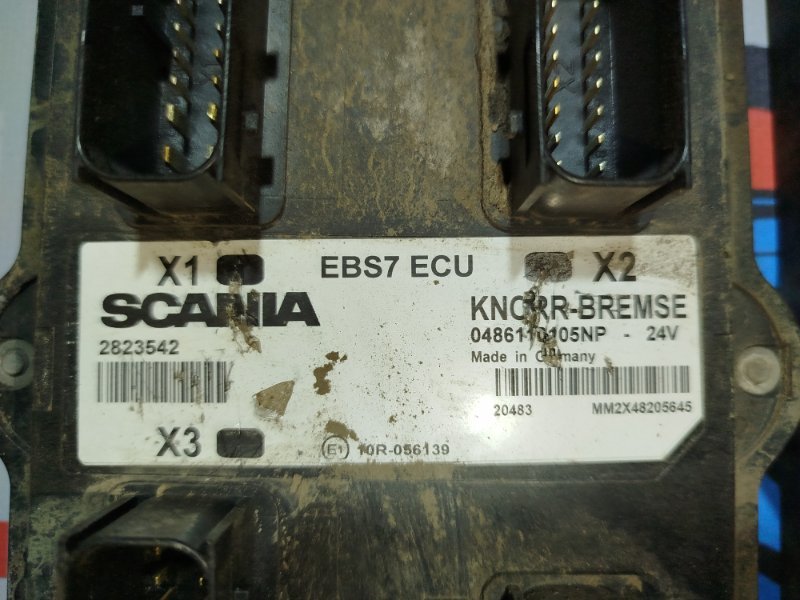 X1 EBS7 ECU X2
SCANIA KNORR-BREMSE
2823542 0486110105NP - 24V
Made in Germany
20483 MM2X48205645
X3 E1 10R-056139